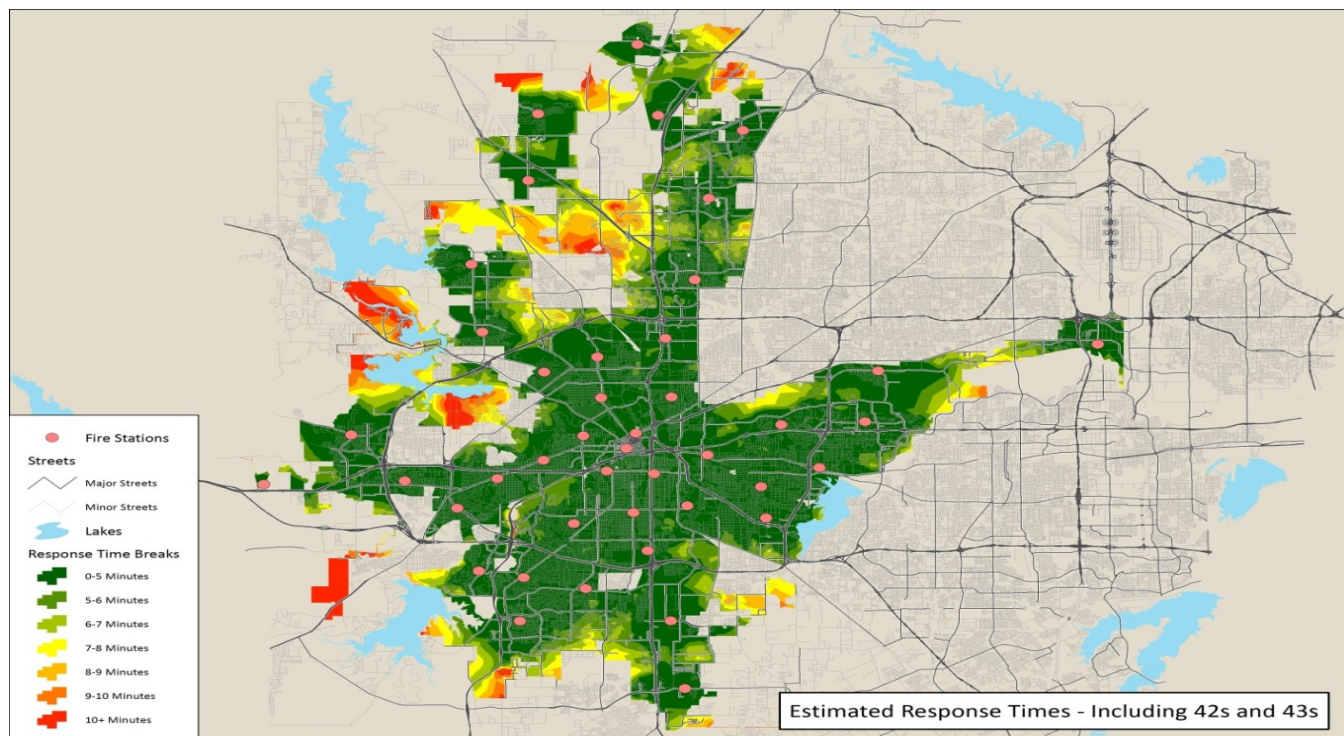 Fire Stations
Streets
Major Streets
Minor Streets
Lakes
Response Time Breaks
0-5 Minutes
5-6 Minutes
6-7 Minutes
7-8 Minutes
8-9 Minutes
9-10 Minutes
10+ Minutes
Estimated Response Times - Including 42s and 43s